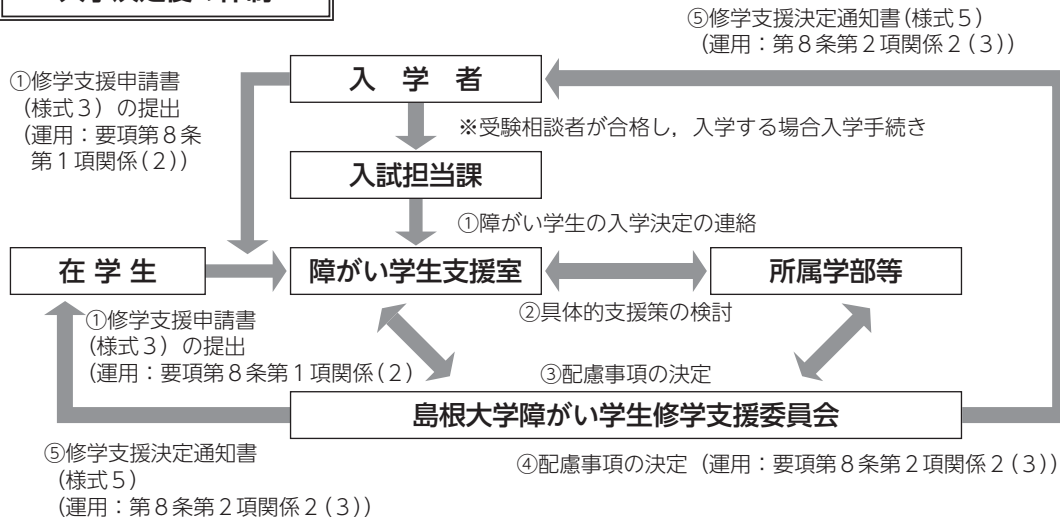 ⑤修学支援決定通知書(様式5)
(運用：第8条第2項関係2(3))
①修学支援申請書
(様式3)の提出
(運用：要項第8条
第1項関係(2))
入 学 者
※受験相談者が合格し，入学する場合入学手続き
入試担当課
①障がい学生の入学決定の連絡
在 学 生
障がい学生支援室
所属学部等
②具体的支援策の検討
①修学支援申請書
(様式3)の提出
(運用：要項第8条第1項関係(2)
③配慮事項の決定
島根大学障がい学生修学支援委員会
⑤修学支援決定通知書
(様式5)
(運用：第8条第2項関係2(3))
④配慮事項の決定(運用：要項第8条第2項関係2(3))